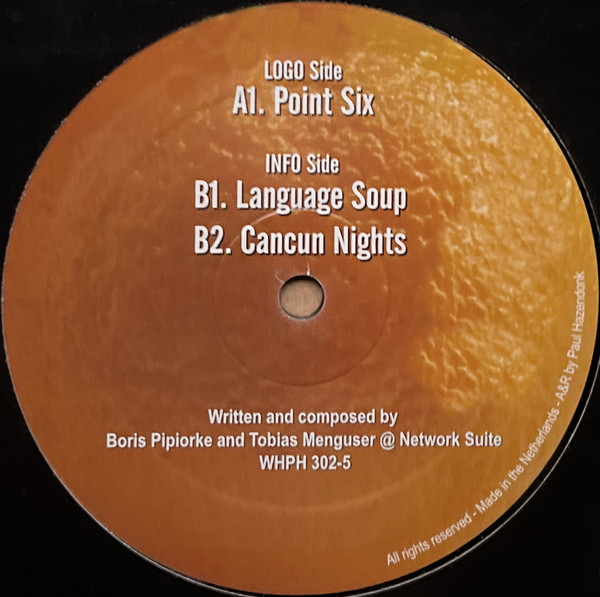 LOGO Side
A1. Point Six
INFO Side
B1. Language Soup
B2. Cancun Nights
Written and composed by
Boris Pipiorke and Tobias Menguser @ Network Suite
WHPH 302-5
All rights reserved - Made in the Netherlands - A&R by Paul Hazendonk